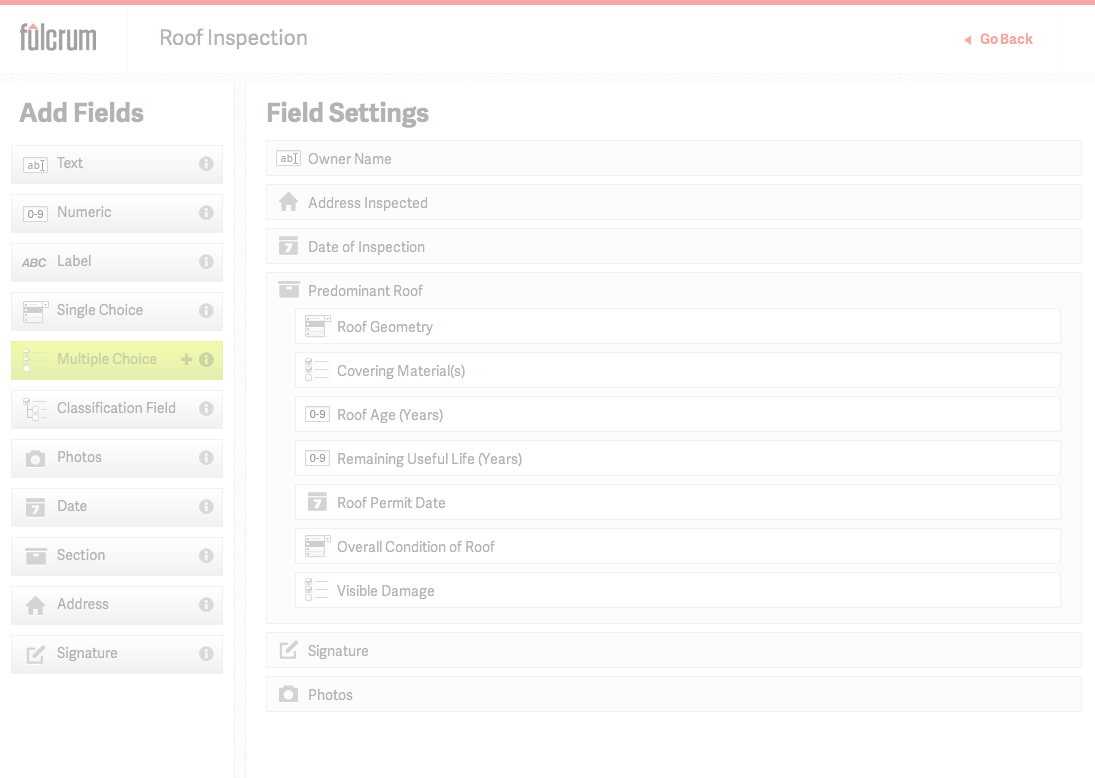 fulcrum
Roof Inspection
Go Back
Add Fields
Text
Numeric
Label
Single Choice
Multiple Choice
Classification Field
Photos
Date
Section
Address
Signature
ab
0-9
ABC
7
Field Settings
ab Owner Name
Address Inspected
7 Date of Inspection
Predominant Roof
Roof Geometry
Covering Material(s)
0-9 Roof Age (Years)
0-9 Remaining Useful Life (Years)
7 Roof Permit Date
Overall Condition of Roof
Visible Damage
Signature
Photos